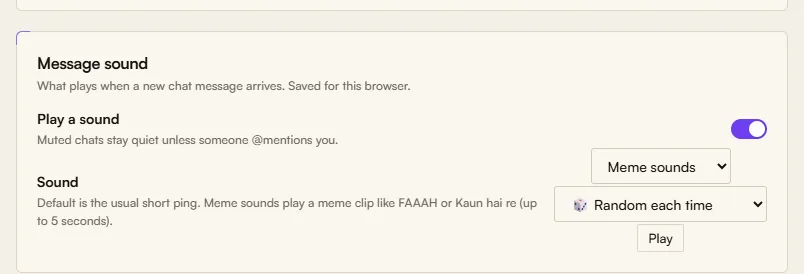 Message sound
What plays when a new chat message arrives. Saved for this browser.
Play a sound
Muted chats stay quiet unless someone @mentions you.
Sound
Default is the usual short ping. Meme sounds play a meme clip like FAAAH or Kaun hai re (up
to 5 seconds).
Meme sounds
🎲 Random each time
Play